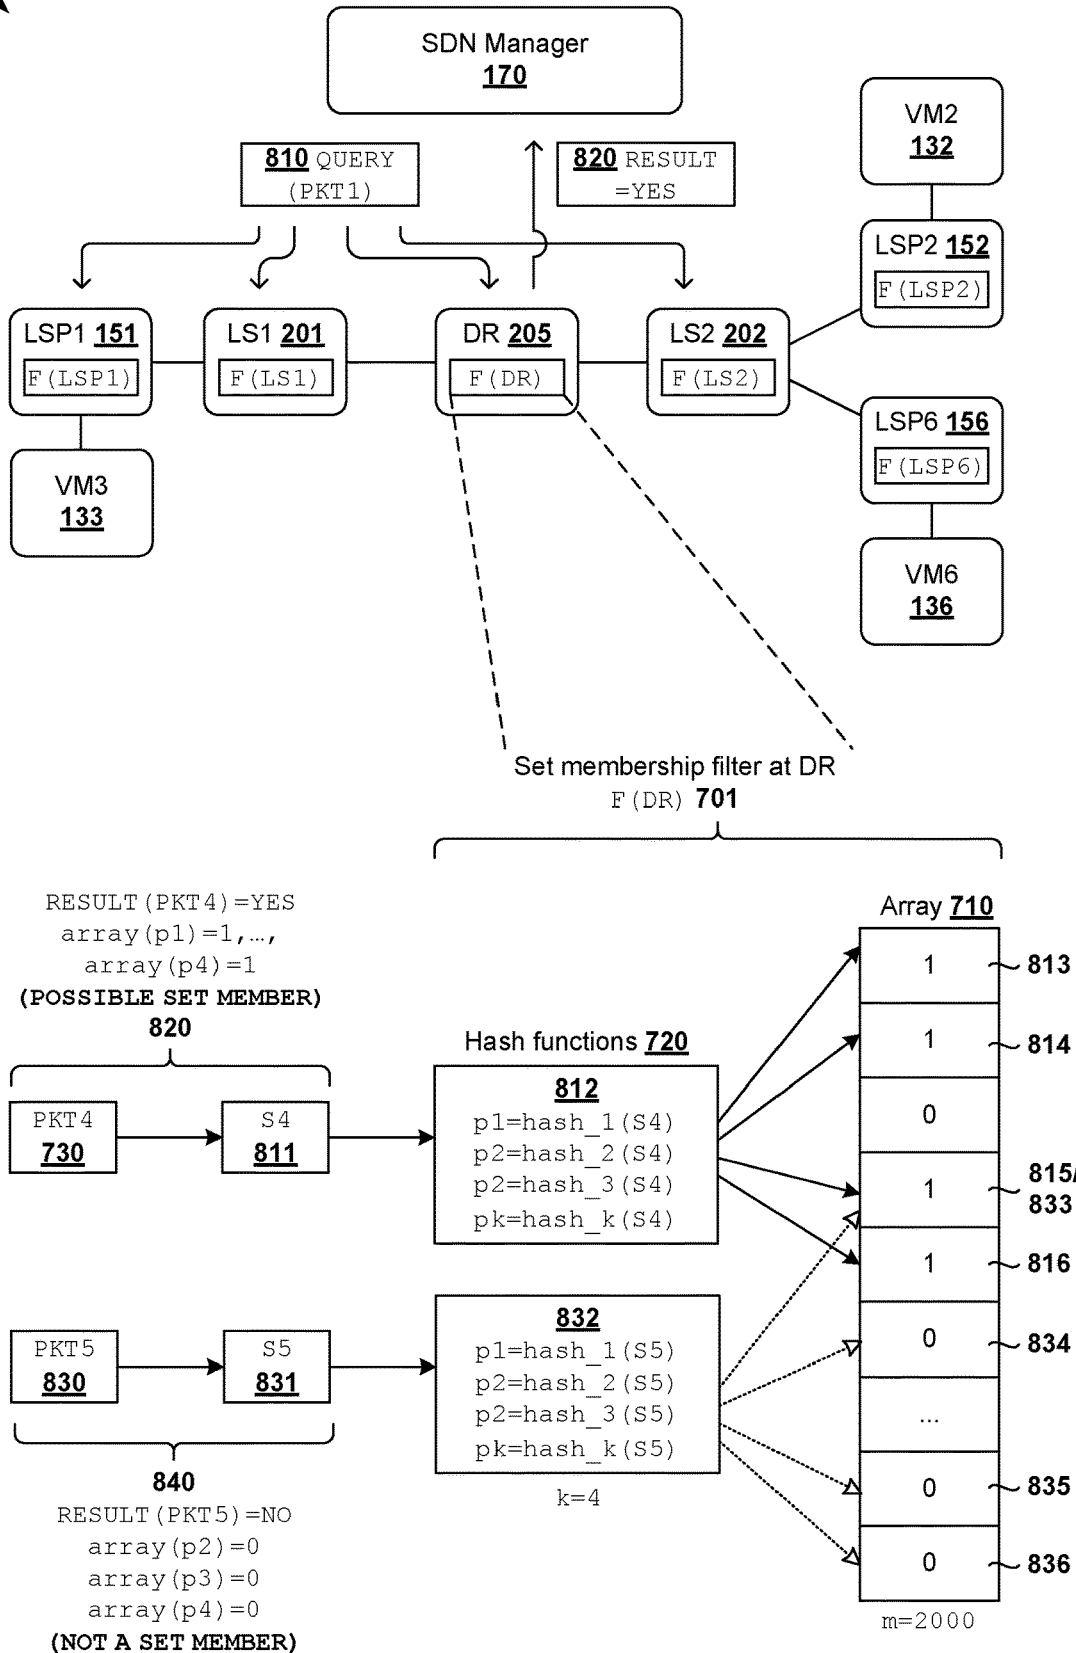 SDN Manager
170
810 QUERY
(PKT1)
820 RESULT
=YES
VM2
132
LSP2 152
F(LSP2)
LSP1 151
F(LSP1)
LS1 201
F(LS1)
DR 205
F(DR)
LS2 202
F(LS2)
LSP6 156
F(LSP6)
VM3
133
VM6
136
Set membership filter at DR
F(DR) 701
RESULT(PKT4)=YES
array(p1)=1,…,
array(p4)=1
(POSSIBLE SET MEMBER)
820
PKT4
730
S4
811
Hash functions 720
812
p1=hash_1(S4)
p2=hash_2(S4)
p2=hash_3(S4)
pk=hash_k(S4)
Array 710
1
813
1
814
0
1
815/
833
1
816
0
834
...
0
835
0
836
m=2000
PKT5
830
S5
831
832
p1=hash_1(S5)
p2=hash_2(S5)
p2=hash_3(S5)
pk=hash_k(S5)
k=4
840
RESULT(PKT5)=NO
array(p2)=0
array(p3)=0
array(p4)=0
(NOT A SET MEMBER)